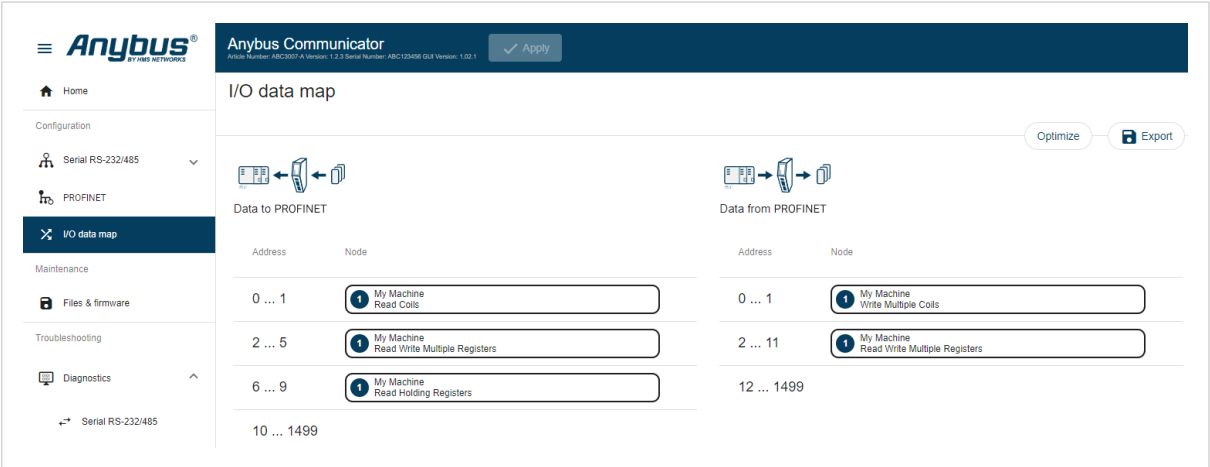 Anybus®
BY HMS NETWORKS
Anybus Communicator
Article Number: ABC3007-A Version: 1.2.3 Serial Number: ABC123456 GUI Version: 1.02.1
Apply
Home
Configuration
Serial RS-232/485
PROFINET
I/O data map
Maintenance
Files & firmware
Troubleshooting
Diagnostics
Serial RS-232/485
I/O data map
Optimize
Export
Data to PROFINET
Address Node
0 ... 1 1 My Machine
Read Coils
2 ... 5 1 My Machine
Read Write Multiple Registers
6 ... 9 1 My Machine
Read Holding Registers
10 ... 1499
Data from PROFINET
Address Node
0 ... 1 1 My Machine
Write Multiple Coils
2 ... 11 1 My Machine
Read Write Multiple Registers
12 ... 1499